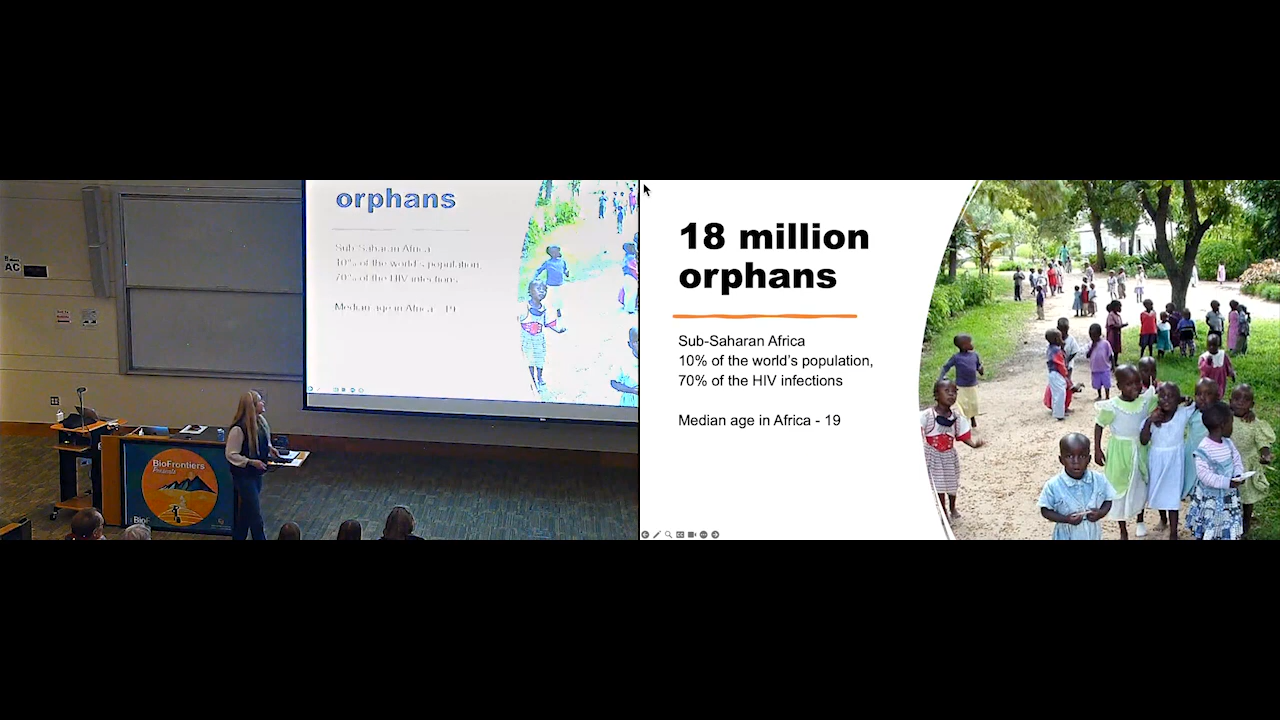 orphans
Sub-Saharan Africa
10% of the world's population,
70% of the HIV infections
Median age in Africa - 19
AC
BioFrontiers
BioF
18 million
orphans
Sub-Saharan Africa
10% of the world's population,
70% of the HIV infections
Median age in Africa - 19